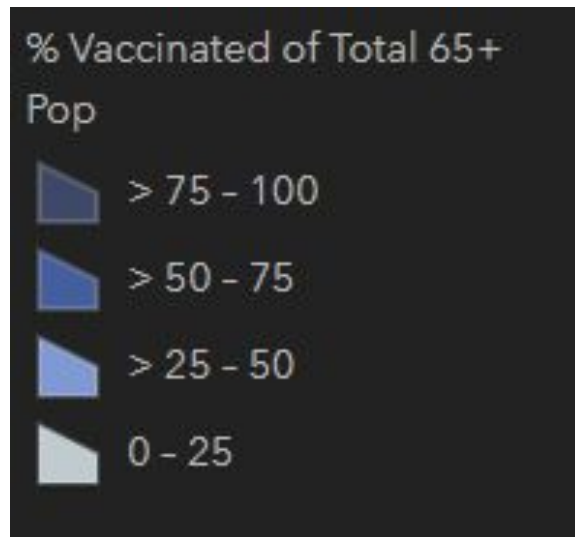 % Vaccinated of Total 65+
Pop
> 75 – 100
> 50 – 75
> 25 – 50
0 – 25